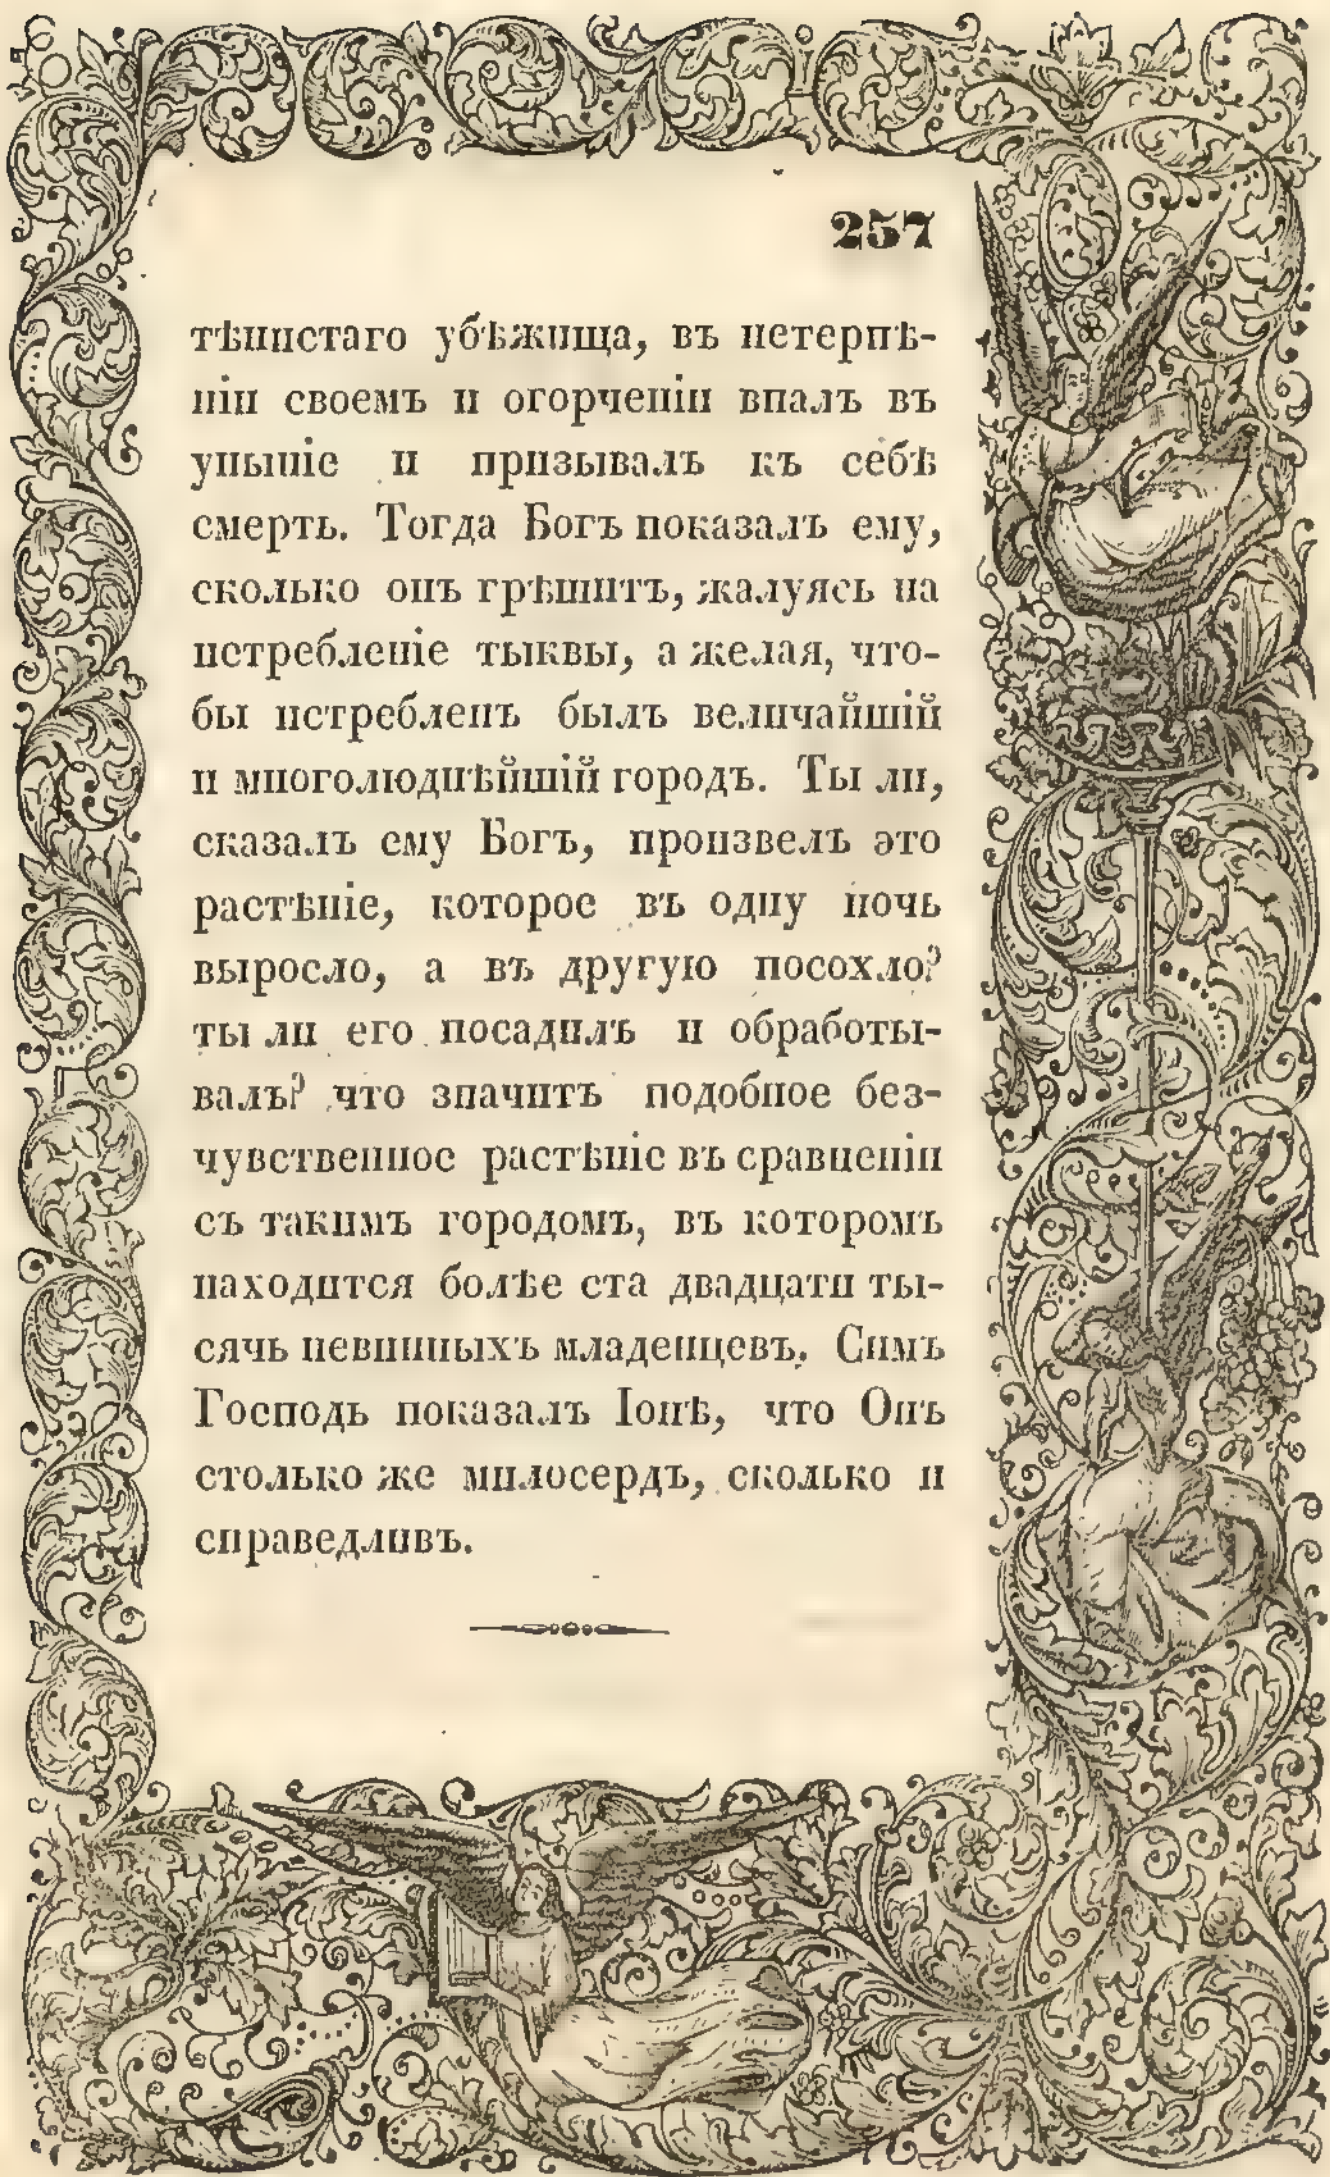 257
тѣнистаго убѣжища, въ нетерпѣ-
ніи своемъ и огорченіи впалъ въ
уныніе и призывалъ къ себѣ
смерть. Тогда Богъ показалъ ему,
сколько онъ грѣшитъ, жалуясь на
истребленіе тыквы, а желая, что-
бы истребленъ былъ величайшій
и многолюднѣйшій городъ. Ты ли,
сказалъ ему Богъ, произвелъ это
растѣніе, которое въ одну ночь
выросло, а въ другую посохло?
ты ли его посадилъ и обработы-
валъ? что значитъ подобное без-
чувственное растѣніе въ сравненіи
съ такимъ городомъ, въ которомъ
находится болѣе ста двадцати ты-
сячь невинныхъ младенцевъ. Симъ
Господь показалъ Іонѣ, что Онъ
столько же милосердъ, сколько и
справедливъ.